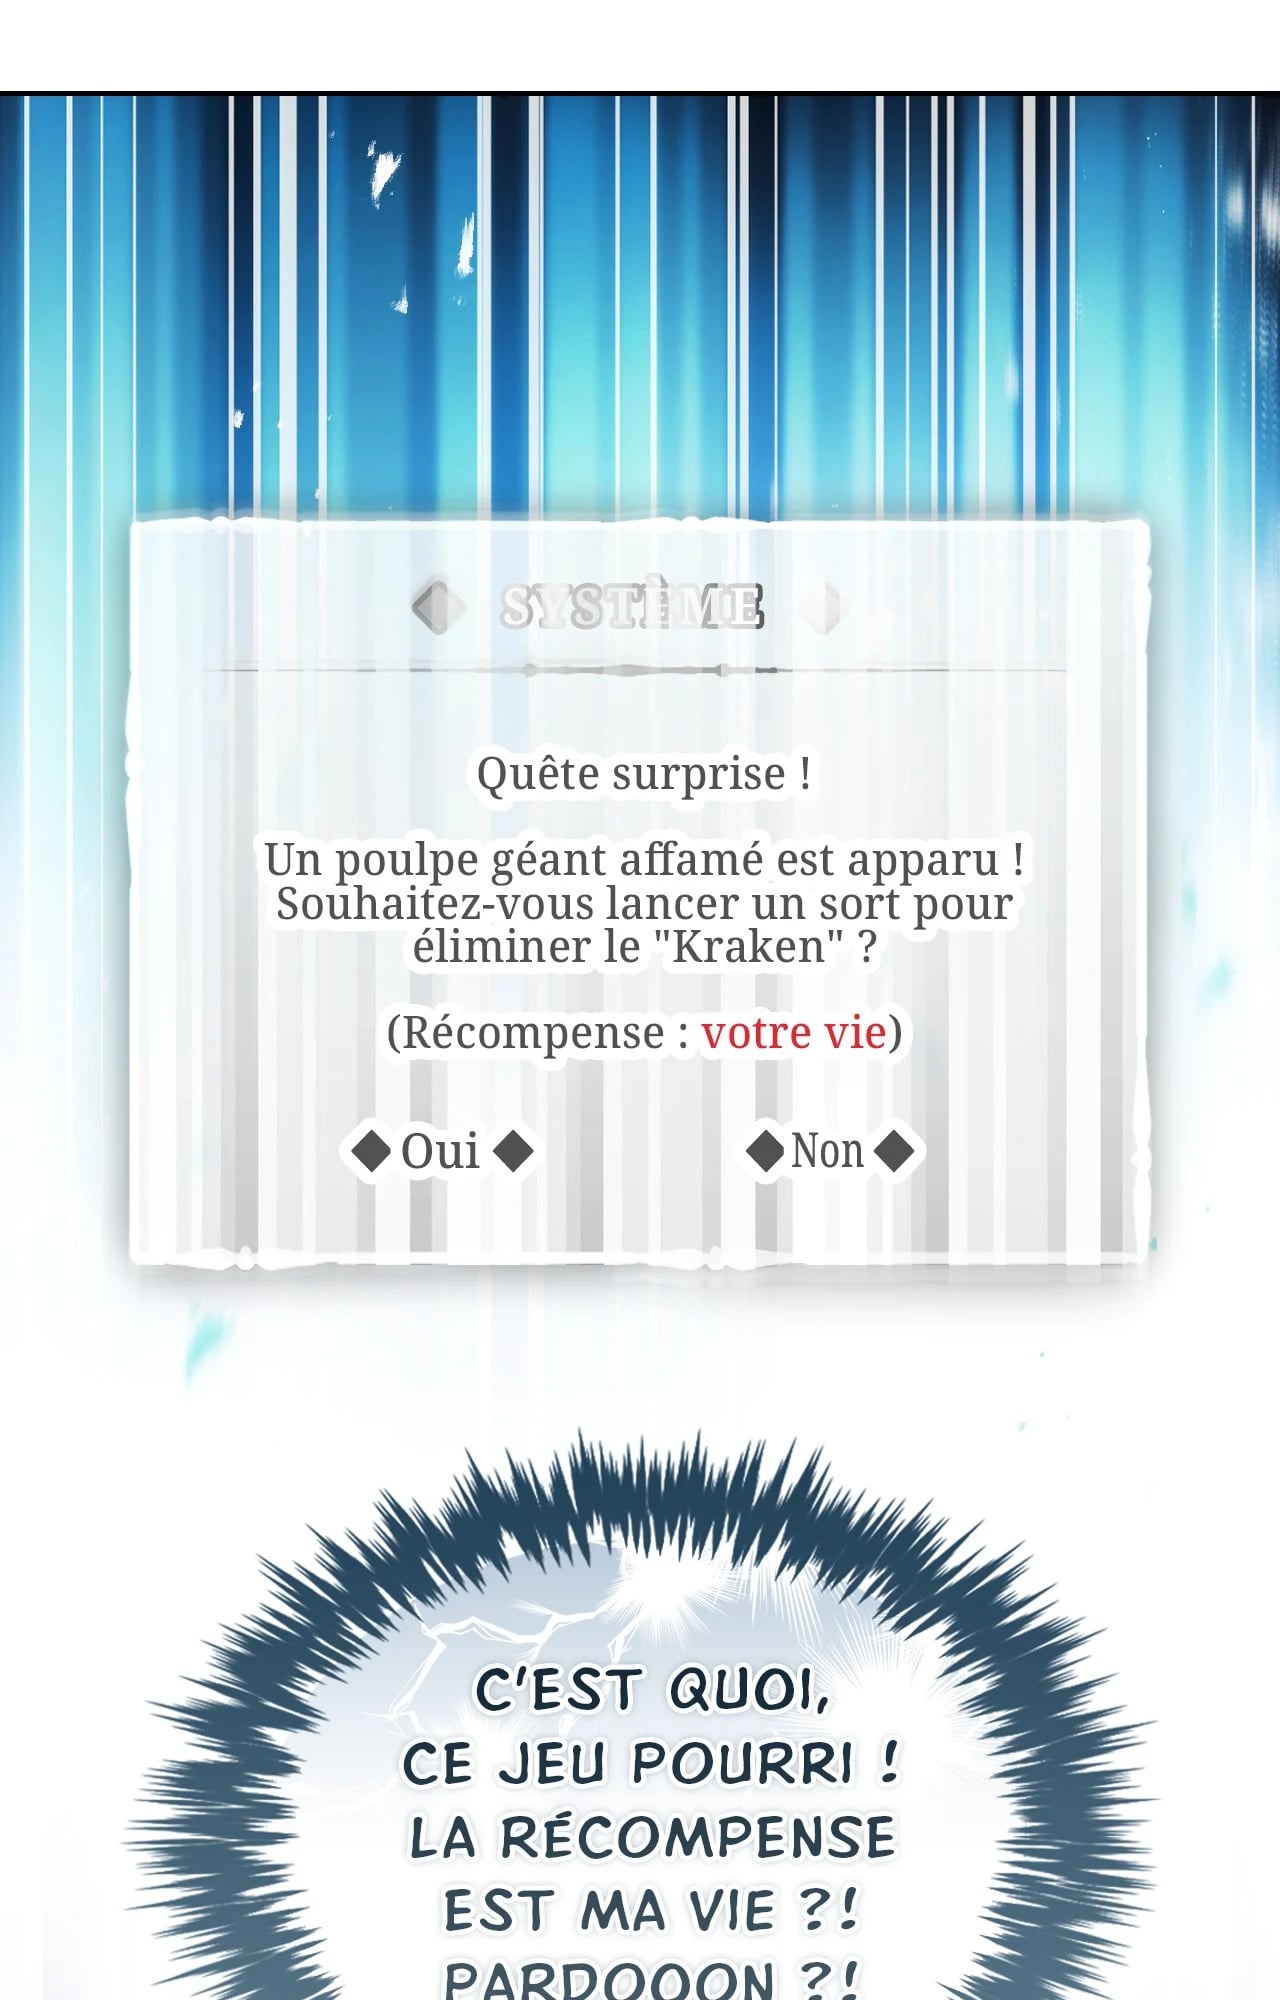 ◆ SYSTÈME ◆
Quête surprise !
Un poulpe géant affamé est apparu !
Souhaitez-vous lancer un sort pour
éliminer le "Kraken" ?
(Récompense : votre vie)
◆ Oui ◆ ◆ Non ◆
C'EST QUOI,
CE JEU POURRI !
LA RÉCOMPENSE
EST MA VIE ?!
PARDOOON ?!